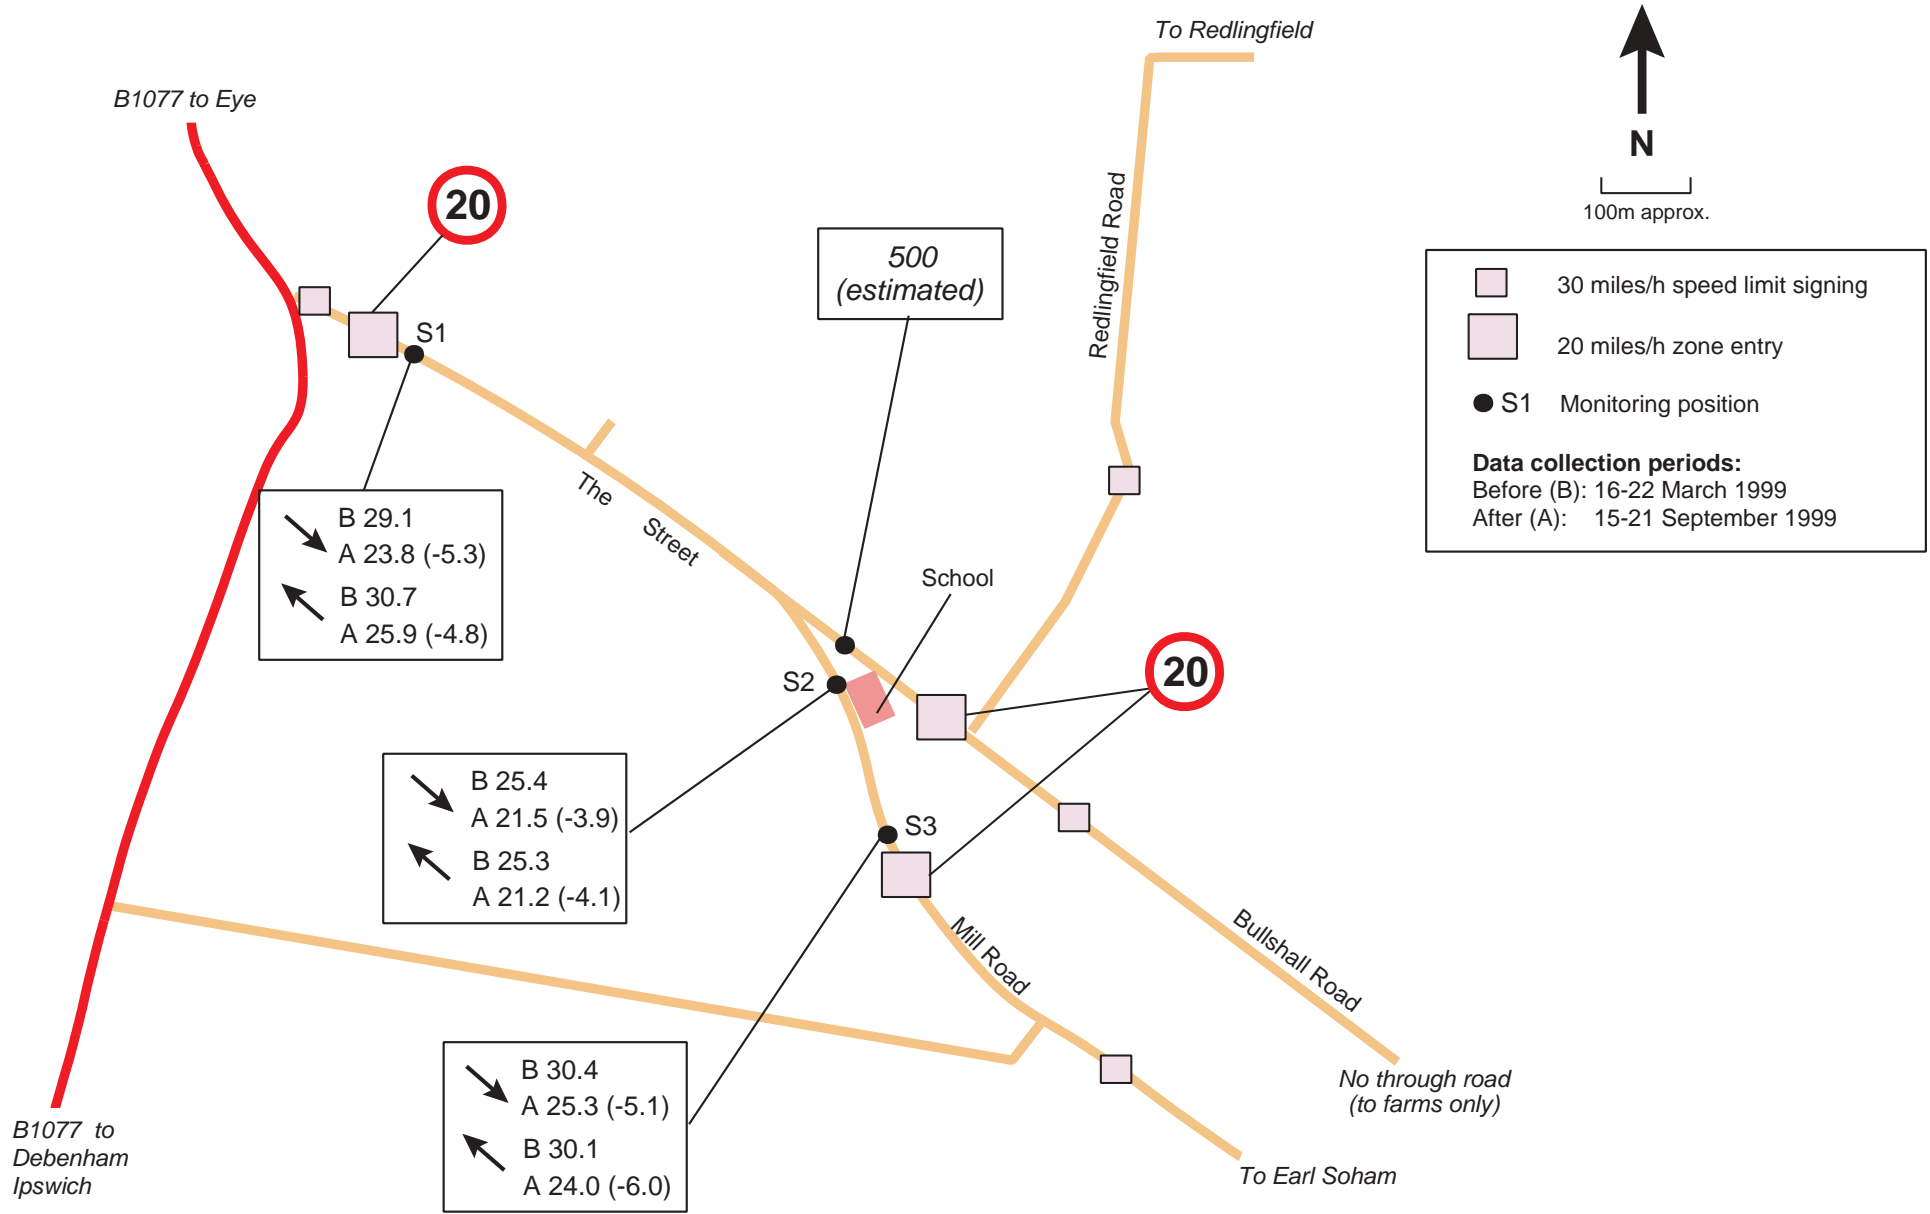 To Redlingfield
B1077 to Eye
20
N
100m approx.
500
(estimated)
Redlingfield Road
30 miles/h speed limit signing
20 miles/h zone entry
S1 Monitoring position
Data collection periods:
Before (B): 16-22 March 1999
After (A): 15-21 September 1999
S1
The Street
B 29.1
A 23.8 (-5.3)
B 30.7
A 25.9 (-4.8)
School
20
S2
B 25.4
A 21.5 (-3.9)
B 25.3
A 21.2 (-4.1)
S3
Mill Road
Bullshall Road
B 30.4
A 25.3 (-5.1)
B 30.1
A 24.0 (-6.0)
No through road
(to farms only)
B1077 to
Debenham
Ipswich
To Earl Soham